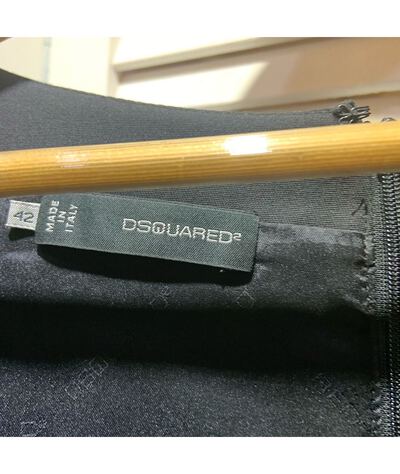 42
MADE
IN
ITALY
DSQUARED²